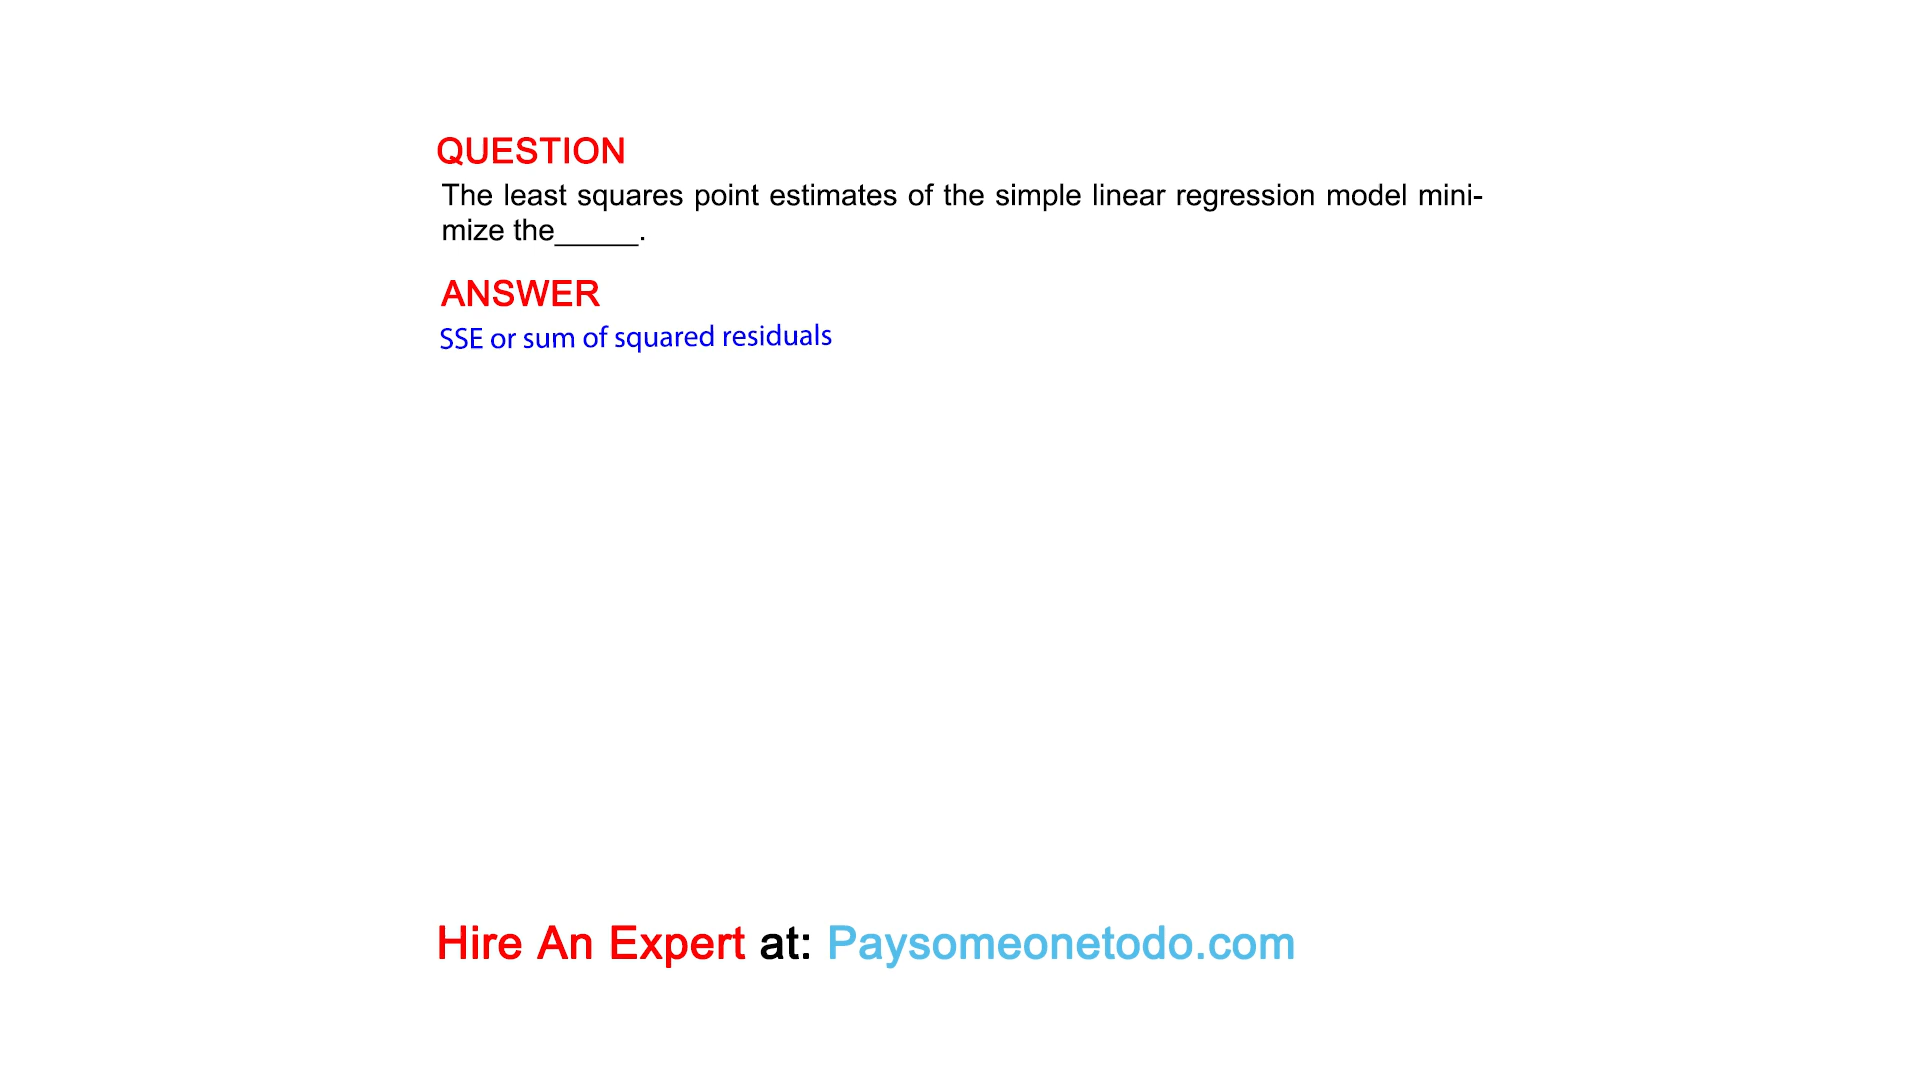 QUESTION
The least squares point estimates of the simple linear regression model mini-
mize the_____.
ANSWER
SSE or sum of squared residuals
Hire An Expert at: Paysomeonetodo.com